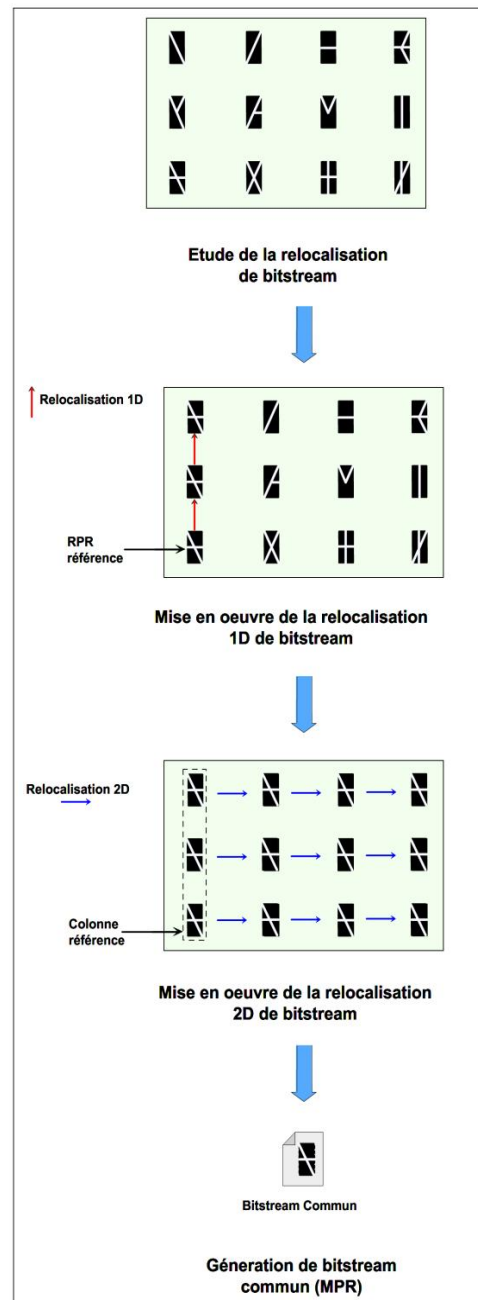 Etude de la relocalisation
de bitstream
Relocalisation 1D
RPR
référence
Mise en oeuvre de la relocalisation
1D de bitstream
Relocalisation 2D
Colonne
référence
Mise en oeuvre de la relocalisation
2D de bitstream
Bitstream Commun
Géneration de bitstream
commun (MPR)